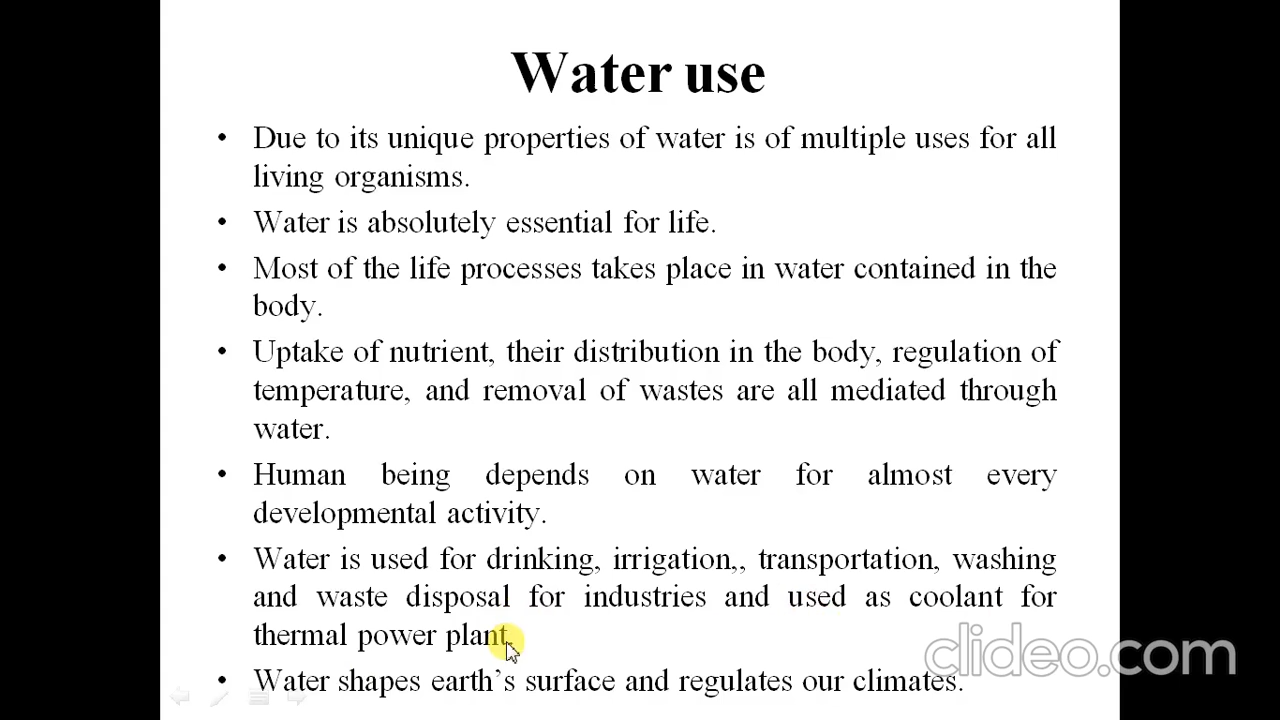 Water use
• Due to its unique properties of water is of multiple uses for all
living organisms.
• Water is absolutely essential for life.
• Most of the life processes takes place in water contained in the
body.
• Uptake of nutrient, their distribution in the body, regulation of
temperature, and removal of wastes are all mediated through
water.
• Human being depends on water for almost every
developmental activity.
• Water is used for drinking, irrigation,, transportation, washing
and waste disposal for industries and used as coolant for
thermal power plant.
• Water shapes earth’s surface and regulates our climates.
clideo.com